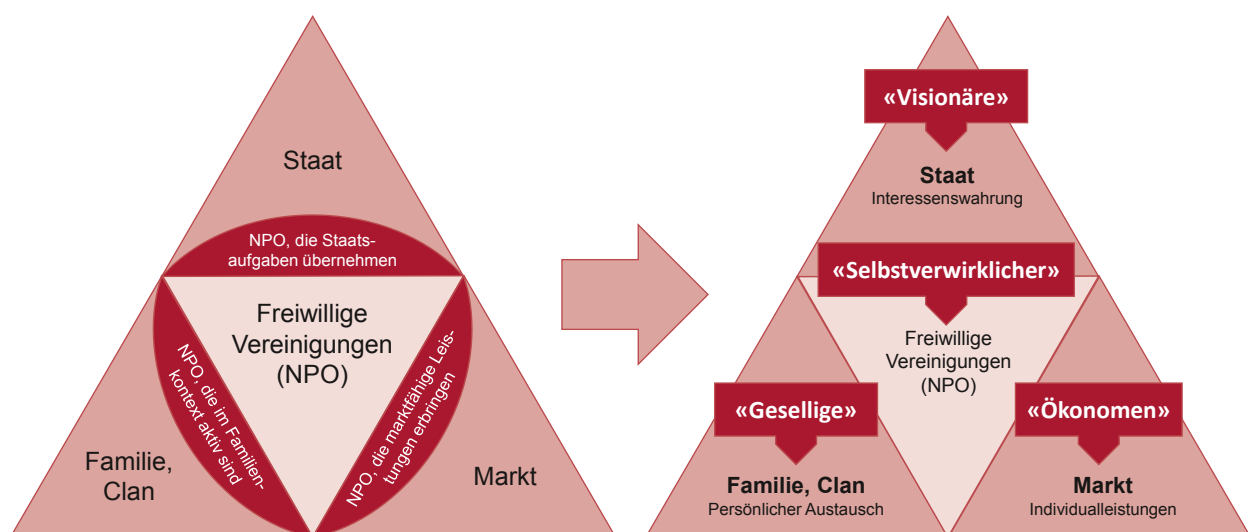 Staat
NPO, die Staats-
aufgaben übernehmen
Freiwillige
Vereinigungen
(NPO)
NPO, die im Familien-
kontext aktiv sind
NPO, die marktfähige Leis-
tungen erbringen
Familie,
Clan
Markt
«Visionäre»
Staat
Interessenswahrung
«Selbstverwirklicher»
Freiwillige
Vereinigungen
(NPO)
«Gesellige»
Familie, Clan
Persönlicher Austausch
«Ökonomen»
Markt
Individualleistungen